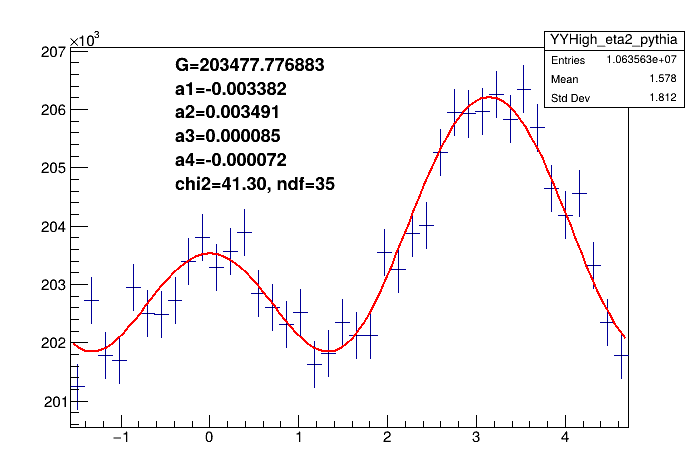 ×10³
207
206
205
204
203
202
201
−1 0 1 2 3 4
G=203477.776883
a1=-0.003382
a2=0.003491
a3=0.000085
a4=-0.000072
chi2=41.30, ndf=35
YYHigh_eta2_pythia
Entries 1.063563e+07
Mean 1.578
Std Dev 1.812